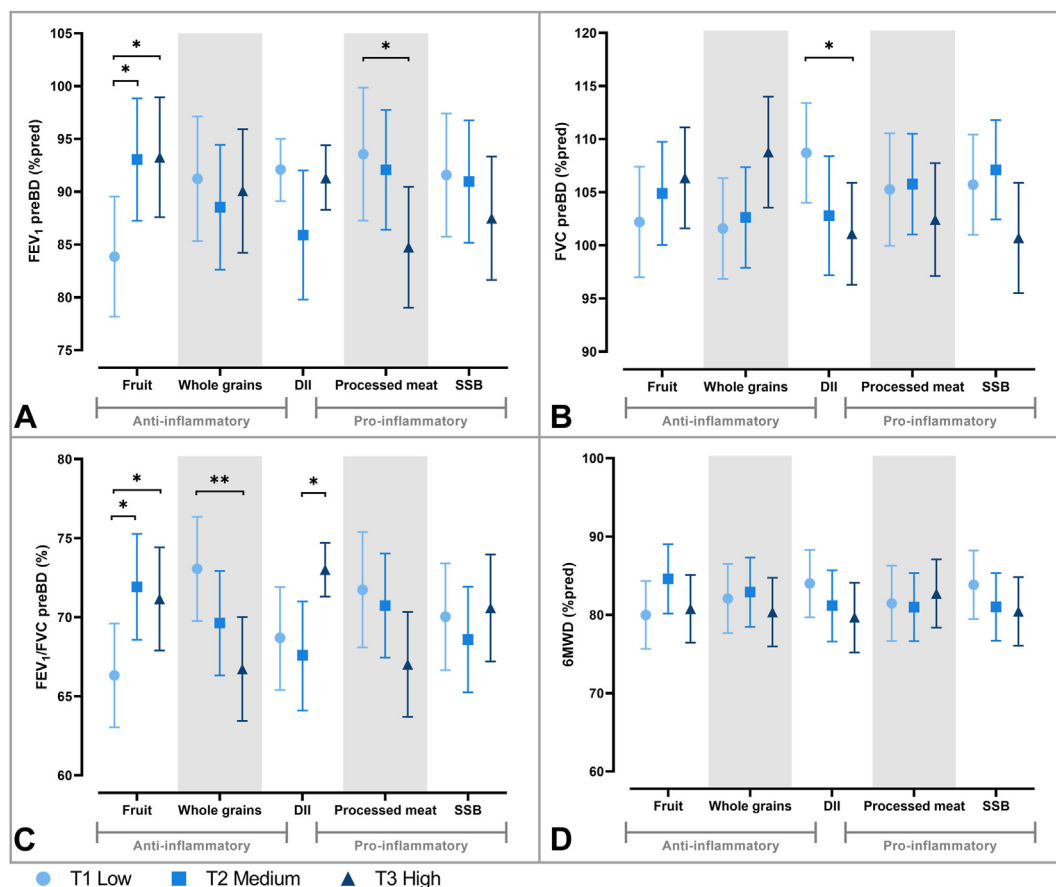 105
100
95
90
85
80
75
FEV₁ preBD (%pred)
*
*
*
Fruit Whole grains DII Processed meat SSB
Anti-inflammatory Pro-inflammatory
A
120
115
110
105
100
95
90
FVC preBD (%pred)
*
Fruit Whole grains DII Processed meat SSB
Anti-inflammatory Pro-inflammatory
B
80
75
70
65
60
FEV₁/FVC preBD (%)
*
*
**
*
Fruit Whole grains DII Processed meat SSB
Anti-inflammatory Pro-inflammatory
C
100
90
80
70
60
6MWD (%pred)
Fruit Whole grains DII Processed meat SSB
Anti-inflammatory Pro-inflammatory
D
T1 Low T2 Medium T3 High